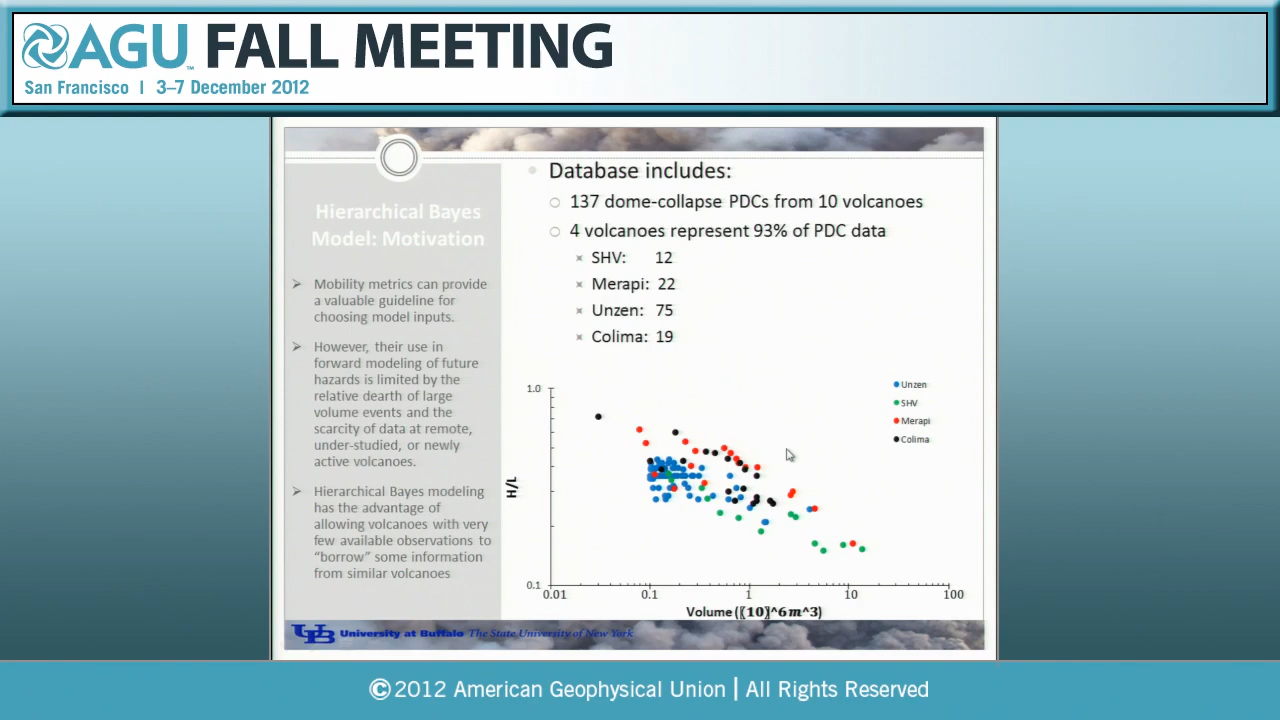 AGU FALL MEETING
San Francisco | 3–7 December 2012
Hierarchical Bayes
Model: Motivation
Mobility metrics can provide
a valuable guideline for
choosing model inputs.
However, their use in
forward modeling of future
hazards is limited by the
relative dearth of large
volume events and the
scarcity of data at remote,
under-studied, or newly
active volcanoes.
Hierarchical Bayes modeling
has the advantage of
allowing volcanoes with very
few available observations to
“borrow” some information
from similar volcanoes
Database includes:
137 dome-collapse PDCs from 10 volcanoes
4 volcanoes represent 93% of PDC data
SHV: 12
Merapi: 22
Unzen: 75
Colima: 19
1.0
H/L
0.1
0.01 0.1 1 10 100
Volume (〖10〗^6 m^3)
Unzen
SHV
Merapi
Colima
UB University at Buffalo The State University of New York
©2012 American Geophysical Union | All Rights Reserved